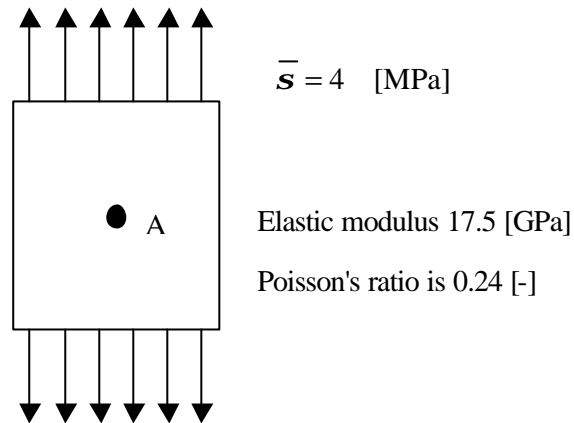 s̄ = 4 [MPa]
A
Elastic modulus 17.5 [GPa]
Poisson's ratio is 0.24 [-]